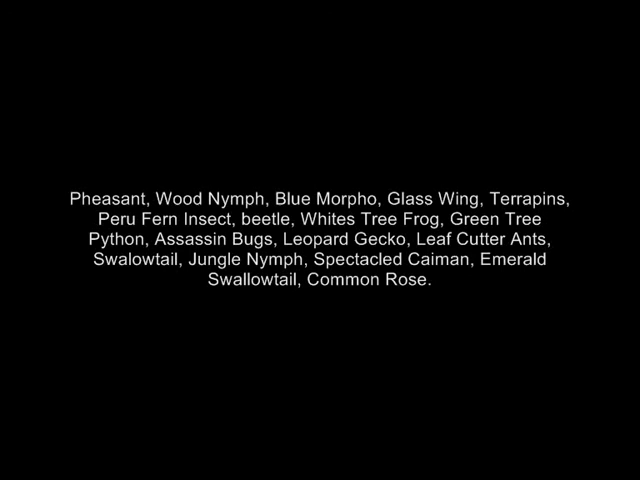 Pheasant, Wood Nymph, Blue Morpho, Glass Wing, Terrapins,
Peru Fern Insect, beetle, Whites Tree Frog, Green Tree
Python, Assassin Bugs, Leopard Gecko, Leaf Cutter Ants,
Swalowtail, Jungle Nymph, Spectacled Caiman, Emerald
Swallowtail, Common Rose.